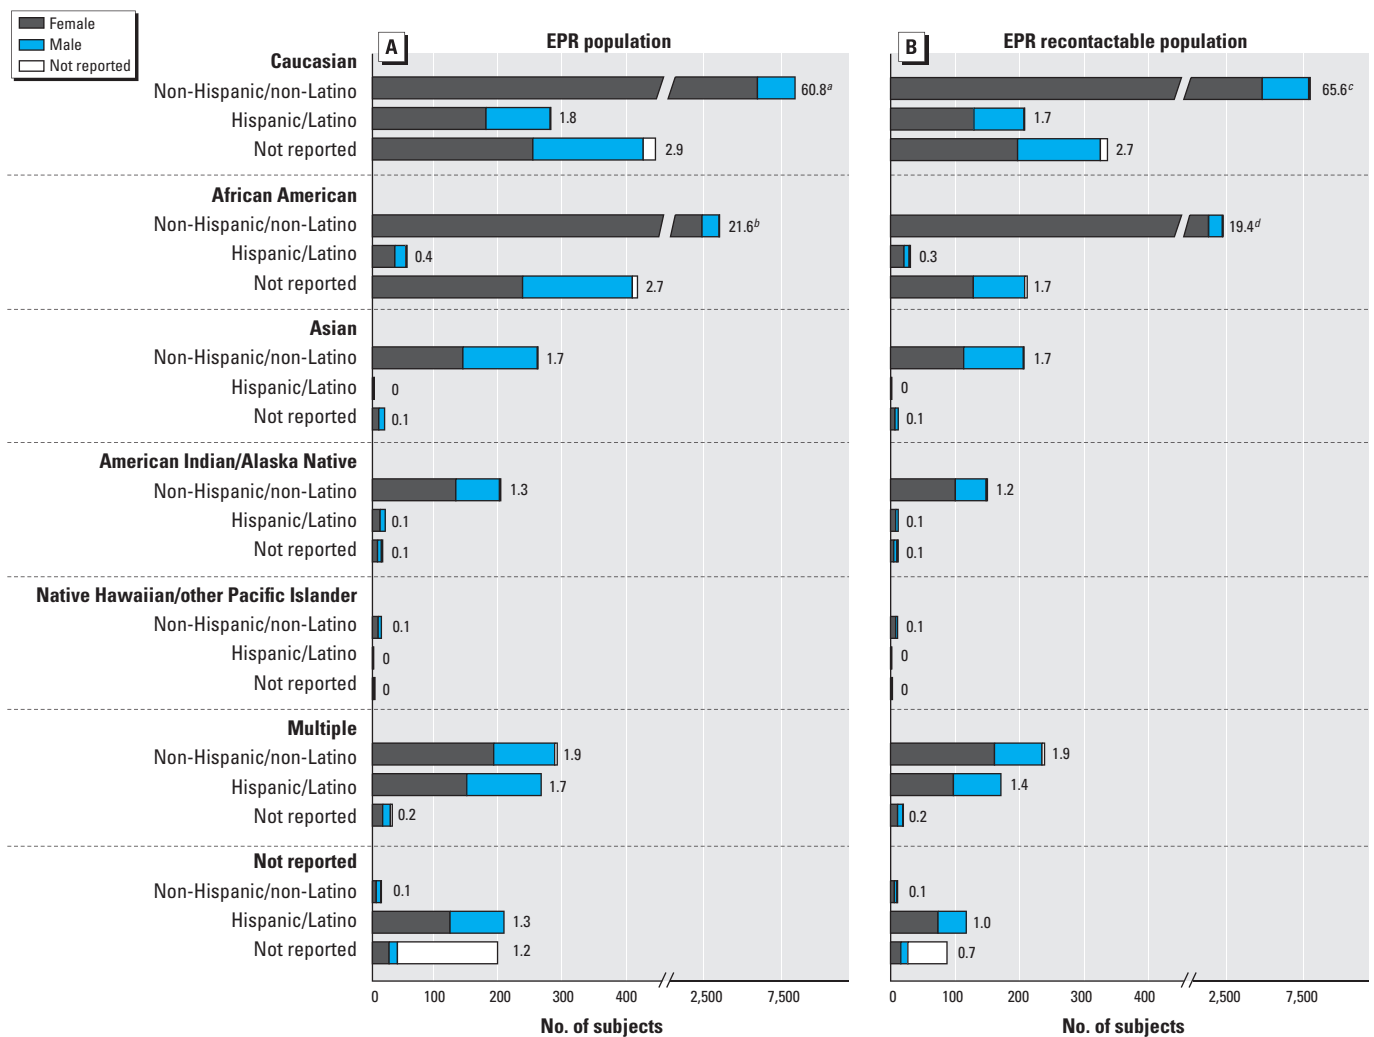 Female
Male
Not reported
A
EPR population
B
EPR recontactable population
Caucasian
Non-Hispanic/non-Latino 60.8a 65.6c
Hispanic/Latino 1.8 1.7
Not reported 2.9 2.7
African American
Non-Hispanic/non-Latino 21.6b 19.4d
Hispanic/Latino 0.4 0.3
Not reported 2.7 1.7
Asian
Non-Hispanic/non-Latino 1.7 1.7
Hispanic/Latino 0 0
Not reported 0.1 0.1
American Indian/Alaska Native
Non-Hispanic/non-Latino 1.3 1.2
Hispanic/Latino 0.1 0.1
Not reported 0.1 0.1
Native Hawaiian/other Pacific Islander
Non-Hispanic/non-Latino 0.1 0.1
Hispanic/Latino 0 0
Not reported 0 0
Multiple
Non-Hispanic/non-Latino 1.9 1.9
Hispanic/Latino 1.7 1.4
Not reported 0.2 0.2
Not reported
Non-Hispanic/non-Latino 0.1 0.1
Hispanic/Latino 1.3 1.0
Not reported 1.2 0.7
0 100 200 300 400 2,500 7,500 0 100 200 300 400 2,500 7,500
No. of subjects No. of subjects